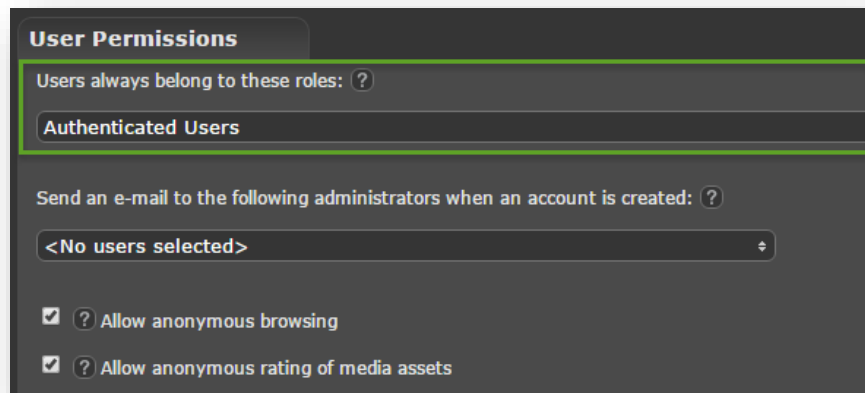 User Permissions
Users always belong to these roles: ?
Authenticated Users
Send an e-mail to the following administrators when an account is created: ?
<No users selected>
? Allow anonymous browsing
? Allow anonymous rating of media assets